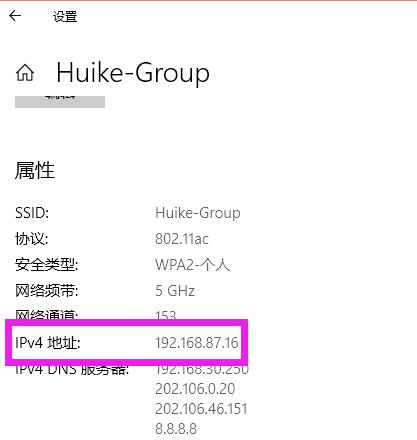 设置
Huike-Group
编辑
属性
SSID: Huike-Group
协议: 802.11ac
安全类型: WPA2-个人
网络频带: 5 GHz
网络通道: 153
IPv4 地址: 192.168.87.16
IPv4 DNS 服务器: 192.168.30.250
202.106.0.20
202.106.46.151
8.8.8.8